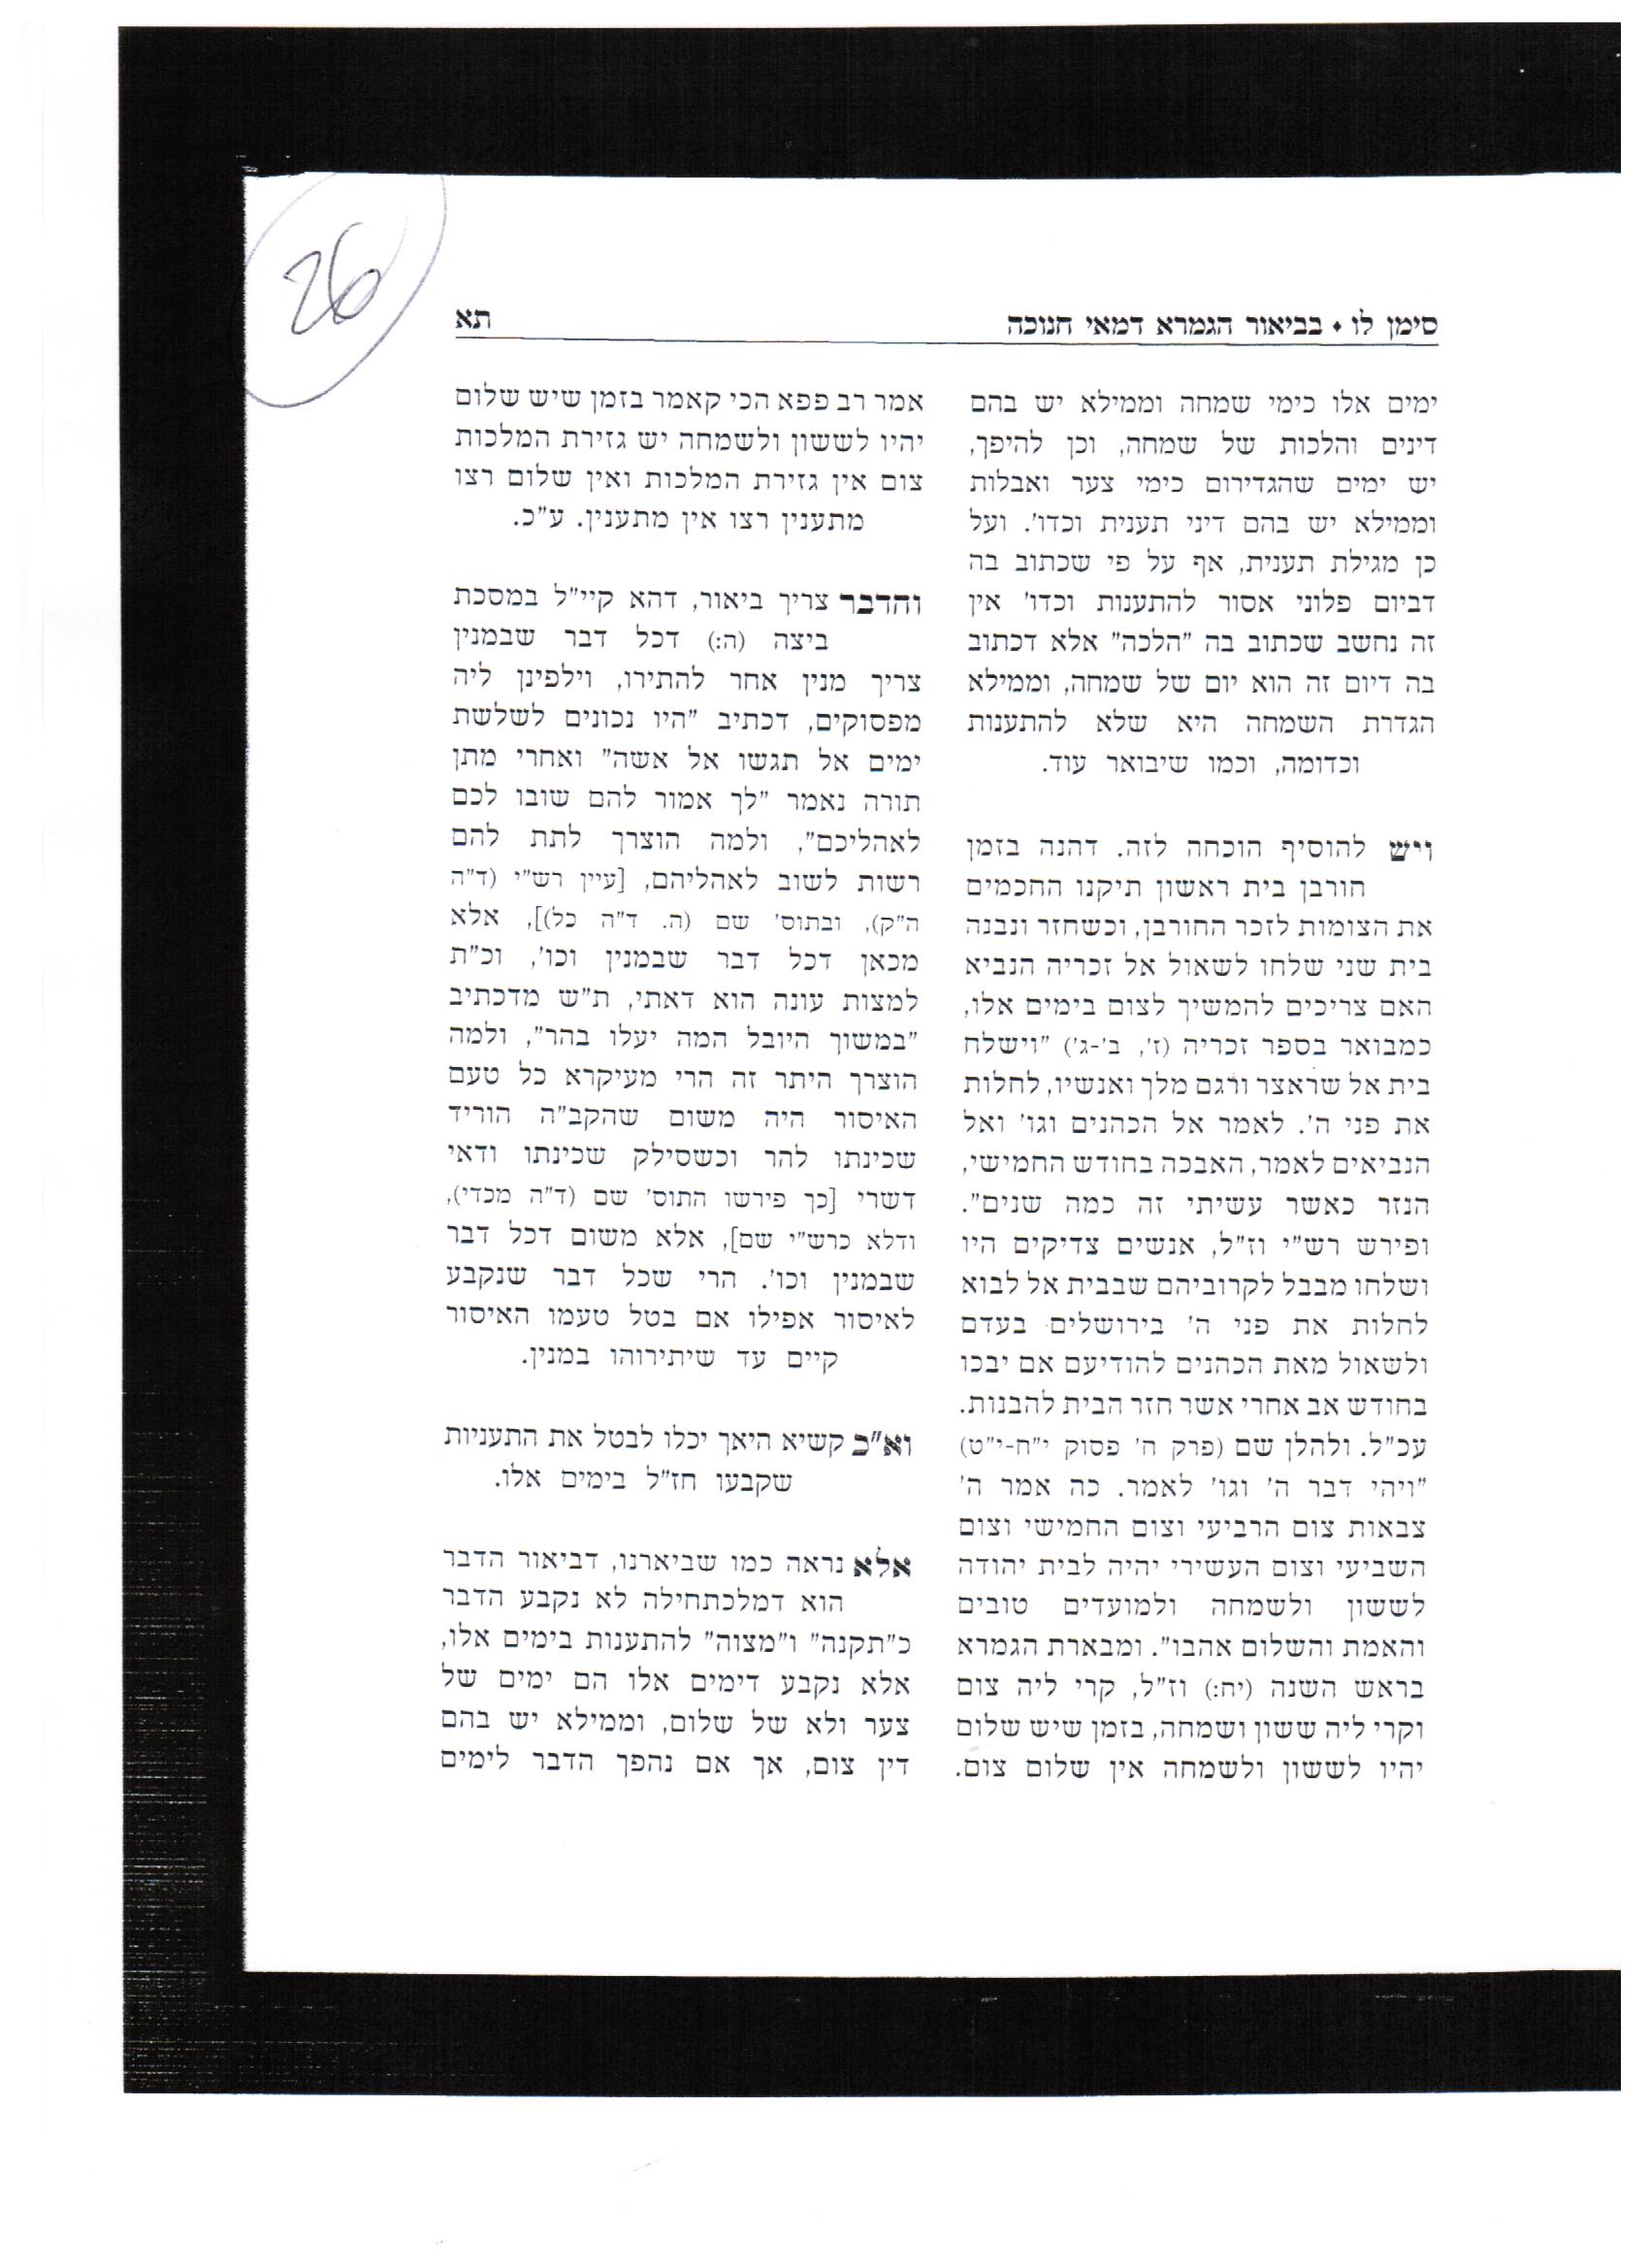 26
סימן לו • בביאור הגמרא דמאי חנוכה
תא
ימים אלו כימי שמחה וממילא יש בהם
דינים והלכות של שמחה, וכן להיפך,
יש ימים שהגדירום כימי צער ואבלות
וממילא יש בהם דיני תענית וכדו'. ועל
כן מגילת תענית, אף על פי שכתוב בה
דביום פלוני אסור להתענות וכדו' אין
זה נחשב שכתוב בה "הלכה" אלא דכתוב
בה דיום זה הוא יום של שמחה, וממילא
הגדרת השמחה היא שלא להתענות
וכדומה, וכמו שיבואר עוד.
ויש להוסיף הוכחה לזה. דהנה בזמן
חורבן בית ראשון תיקנו החכמים
את הצומות לזכר החורבן, וכשחזר ונבנה
בית שני שלחו לשאול אל זכריה הנביא
האם צריכים להמשיך לצום בימים אלו,
כמבואר בספר זכריה (ז', ב'-ג') "וישלח
בית אל שראצר ורגם מלך ואנשיו, לחלות
את פני ה'. לאמר אל הכהנים וגו' ואל
הנביאים לאמר, האבכה בחודש החמישי,
הנזר כאשר עשיתי זה כמה שנים".
ופירש רש"י וז"ל, אנשים צדיקים היו
ושלחו מבבל לקרוביהם שבבית אל לבוא
לחלות את פני ה' בירושלים בעדם
ולשאול מאת הכהנים להודיעם אם יבכו
בחודש אב אחרי אשר חזר הבית להבנות.
עכ"ל. ולהלן שם (פרק ה' פסוק י"ח-י"ט)
"ויהי דבר ה' וגו' לאמר. כה אמר ה'
צבאות צום הרביעי וצום החמישי וצום
השביעי וצום העשירי יהיה לבית יהודה
לששון ולשמחה ולמועדים טובים
והאמת והשלום אהבו". ומבארת הגמרא
בראש השנה (יח:) וז"ל, קרי ליה צום
וקרי ליה ששון ושמחה, בזמן שיש שלום
יהיו לששון ולשמחה אין שלום צום.
אמר רב פפא הכי קאמר בזמן שיש שלום
יהיו לששון ולשמחה יש גזירת המלכות
צום אין גזירת המלכות ואין שלום רצו
מתענין רצו אין מתענין. ע"כ.
והדבר צריך ביאור, דהא קיי"ל במסכת
ביצה (ה:) דכל דבר שבמנין
צריך מנין אחר להתירו, וילפינן ליה
מפסוקים, דכתיב "היו נכונים לשלשת
ימים אל תגשו אל אשה" ואחרי מתן
תורה נאמר "לך אמור להם שובו לכם
לאהליכם", ולמה הוצרך לתת להם
רשות לשוב לאהליהם, [עיין רש"י (ד"ה
ה"ק), ובתוס' שם (ה. ד"ה כל)], אלא
מכאן דכל דבר שבמנין וכו', וכ"ת
למצות עונה הוא דאתי, ת"ש מדכתיב
"במשוך היובל המה יעלו בהר", ולמה
הוצרך היתר זה הרי מעיקרא כל טעם
האיסור היה משום שהקב"ה הוריד
שכינתו להר וכשסילק שכינתו ודאי
דשרי [כך פירשו התוס' שם (ד"ה מכדי),
ודלא כרש"י שם], אלא משום דכל דבר
שבמנין וכו'. הרי שכל דבר שנקבע
לאיסור אפילו אם בטל טעמו האיסור
קיים עד שיתירוהו במנין.
וא"כ קשיא היאך יכלו לבטל את התעניות
שקבעו חז"ל בימים אלו.
אלא נראה כמו שביארנו, דביאור הדבר
הוא דמלכתחילה לא נקבע הדבר
כ"תקנה" ו"מצוה" להתענות בימים אלו,
אלא נקבע דימים אלו הם ימים של
צער ולא של שלום, וממילא יש בהם
דין צום, אך אם נהפך הדבר לימים